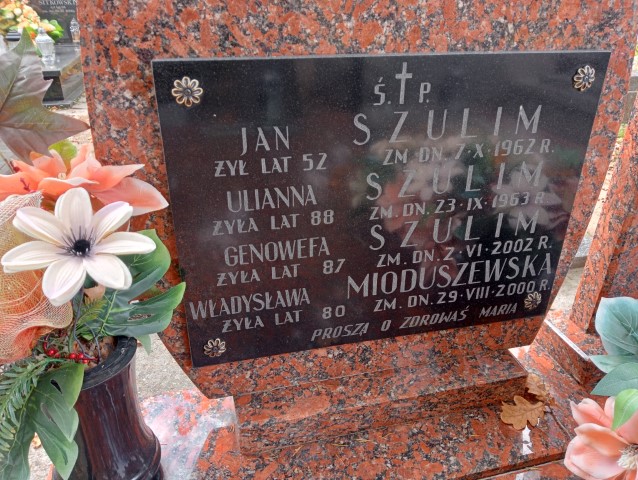 Ś. P.
JAN SZULIM
ŻYŁ LAT 52 ZM. DN. 7·X·1962 R.
ULIANNA SZULIM
ŻYŁA LAT 88 ZM. DN. 23·IX·1963 R.
GENOWEFA SZULIM
ŻYŁA LAT 87 ZM. DN. 2·VI·2002 R.
WŁADYSŁAWA MIODUSZEWSKA
ŻYŁA LAT 80 ZM. DN. 29·VIII·2000 R.
PROSZĄ O ZDROWAŚ MARIA